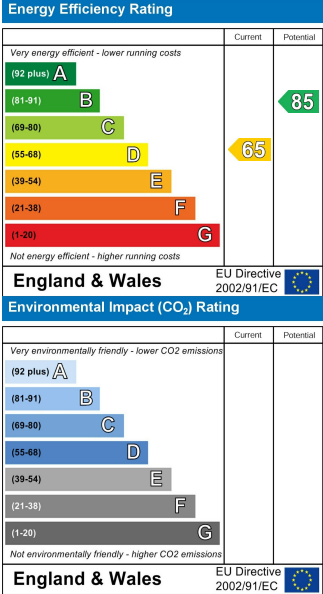 Energy Efficiency Rating
Current Potential
Very energy efficient - lower running costs
(92 plus) A
(81-91) B
(69-80) C
(55-68) D
(39-54) E
(21-38) F
(1-20) G
85
65
Not energy efficient - higher running costs
England & Wales
EU Directive
2002/91/EC
Environmental Impact (CO₂) Rating
Current Potential
Very environmentally friendly - lower CO2 emissions
(92 plus) A
(81-91) B
(69-80) C
(55-68) D
(39-54) E
(21-38) F
(1-20) G
Not environmentally friendly - higher CO2 emissions
England & Wales
EU Directive
2002/91/EC